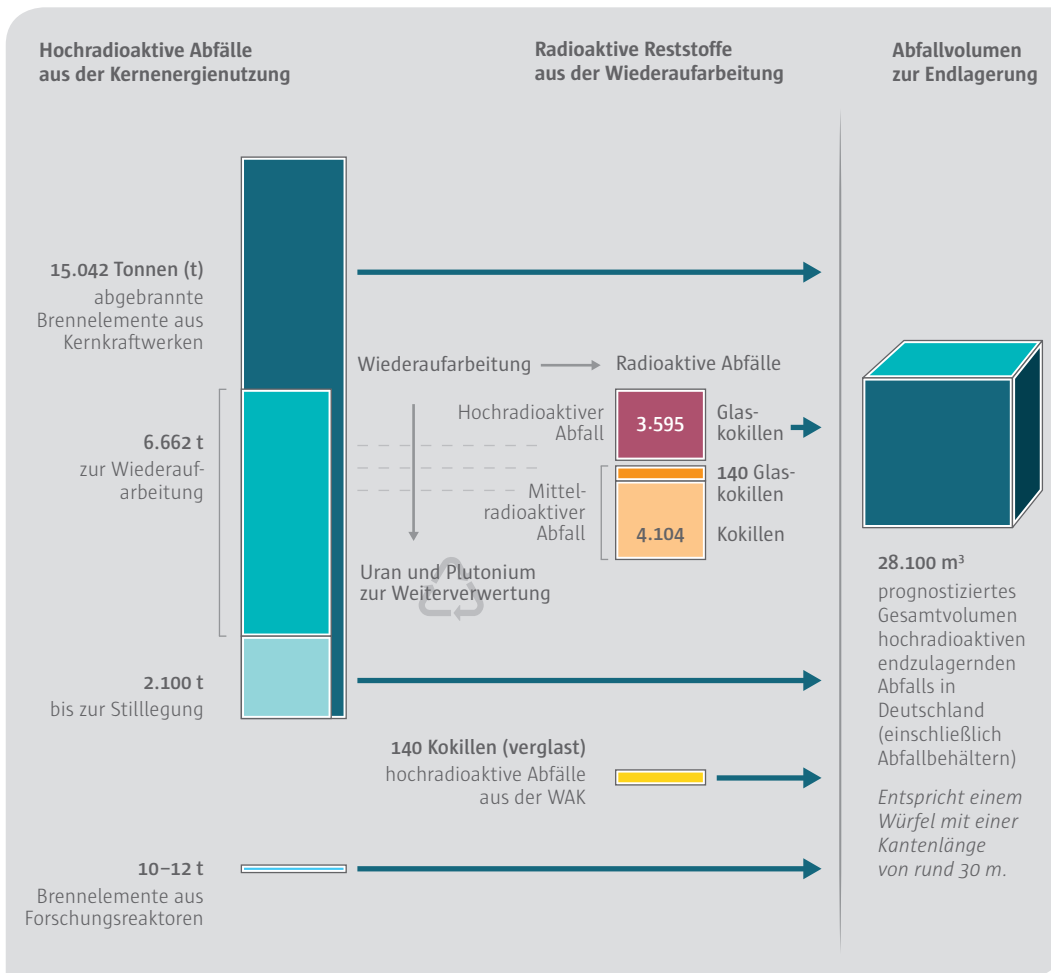 Hochradioaktive Abfälle
aus der Kernenergienutzung
Radioaktive Reststoffe
aus der Wiederaufarbeitung
Abfallvolumen
zur Endlagerung
15.042 Tonnen (t)
abgebrannte
Brennelemente aus
Kernkraftwerken
Wiederaufarbeitung
Radioaktive Abfälle
6.662 t
zur Wiederauf-
arbeitung
Hochradioaktiver
Abfall
3.595
Glas-
kokillen
140 Glas-
kokillen
Mittel-
radioaktiver
Abfall
4.104
Kokillen
Uran und Plutonium
zur Weiterverwertung
2.100 t
bis zur Stilllegung
140 Kokillen (verglast)
hochradioaktive Abfälle
aus der WAK
10–12 t
Brennelemente aus
Forschungsreaktoren
28.100 m³
prognostiziertes
Gesamtvolumen
hochradioaktiven
endzulagernden
Abfalls in
Deutschland
(einschließlich
Abfallbehältern)
Entspricht einem
Würfel mit einer
Kantenlänge
von rund 30 m.